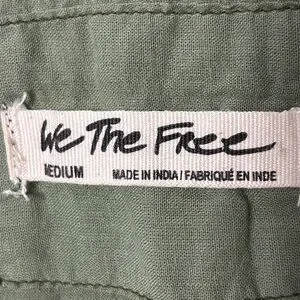 We The Free
MEDIUM MADE IN INDIA / FABRIQUÉ EN INDE